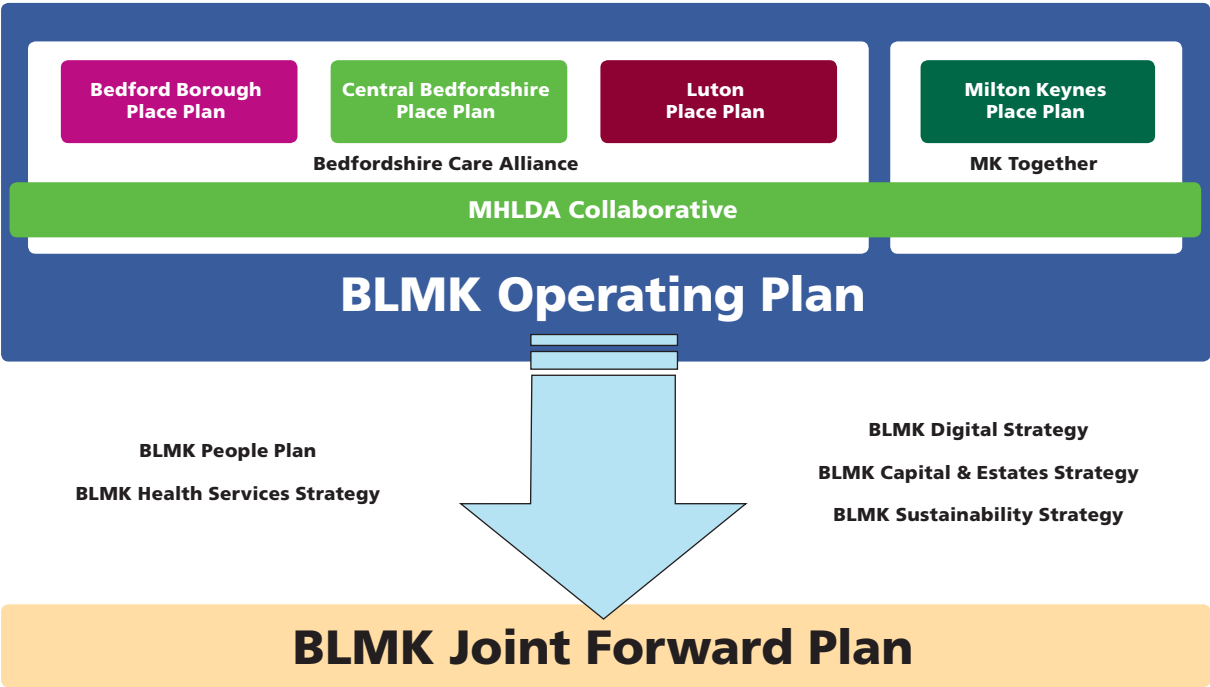 Bedford Borough
Place Plan
Central Bedfordshire
Place Plan
Luton
Place Plan
Milton Keynes
Place Plan
Bedfordshire Care Alliance
MK Together
MHLDA Collaborative
BLMK Operating Plan
BLMK People Plan
BLMK Health Services Strategy
BLMK Digital Strategy
BLMK Capital & Estates Strategy
BLMK Sustainability Strategy
BLMK Joint Forward Plan